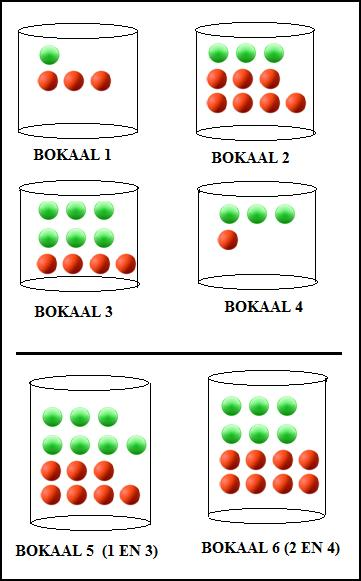 BOKAAL 1
BOKAAL 2
BOKAAL 3
BOKAAL 4
BOKAAL 5 (1 EN 3)
BOKAAL 6 (2 EN 4)